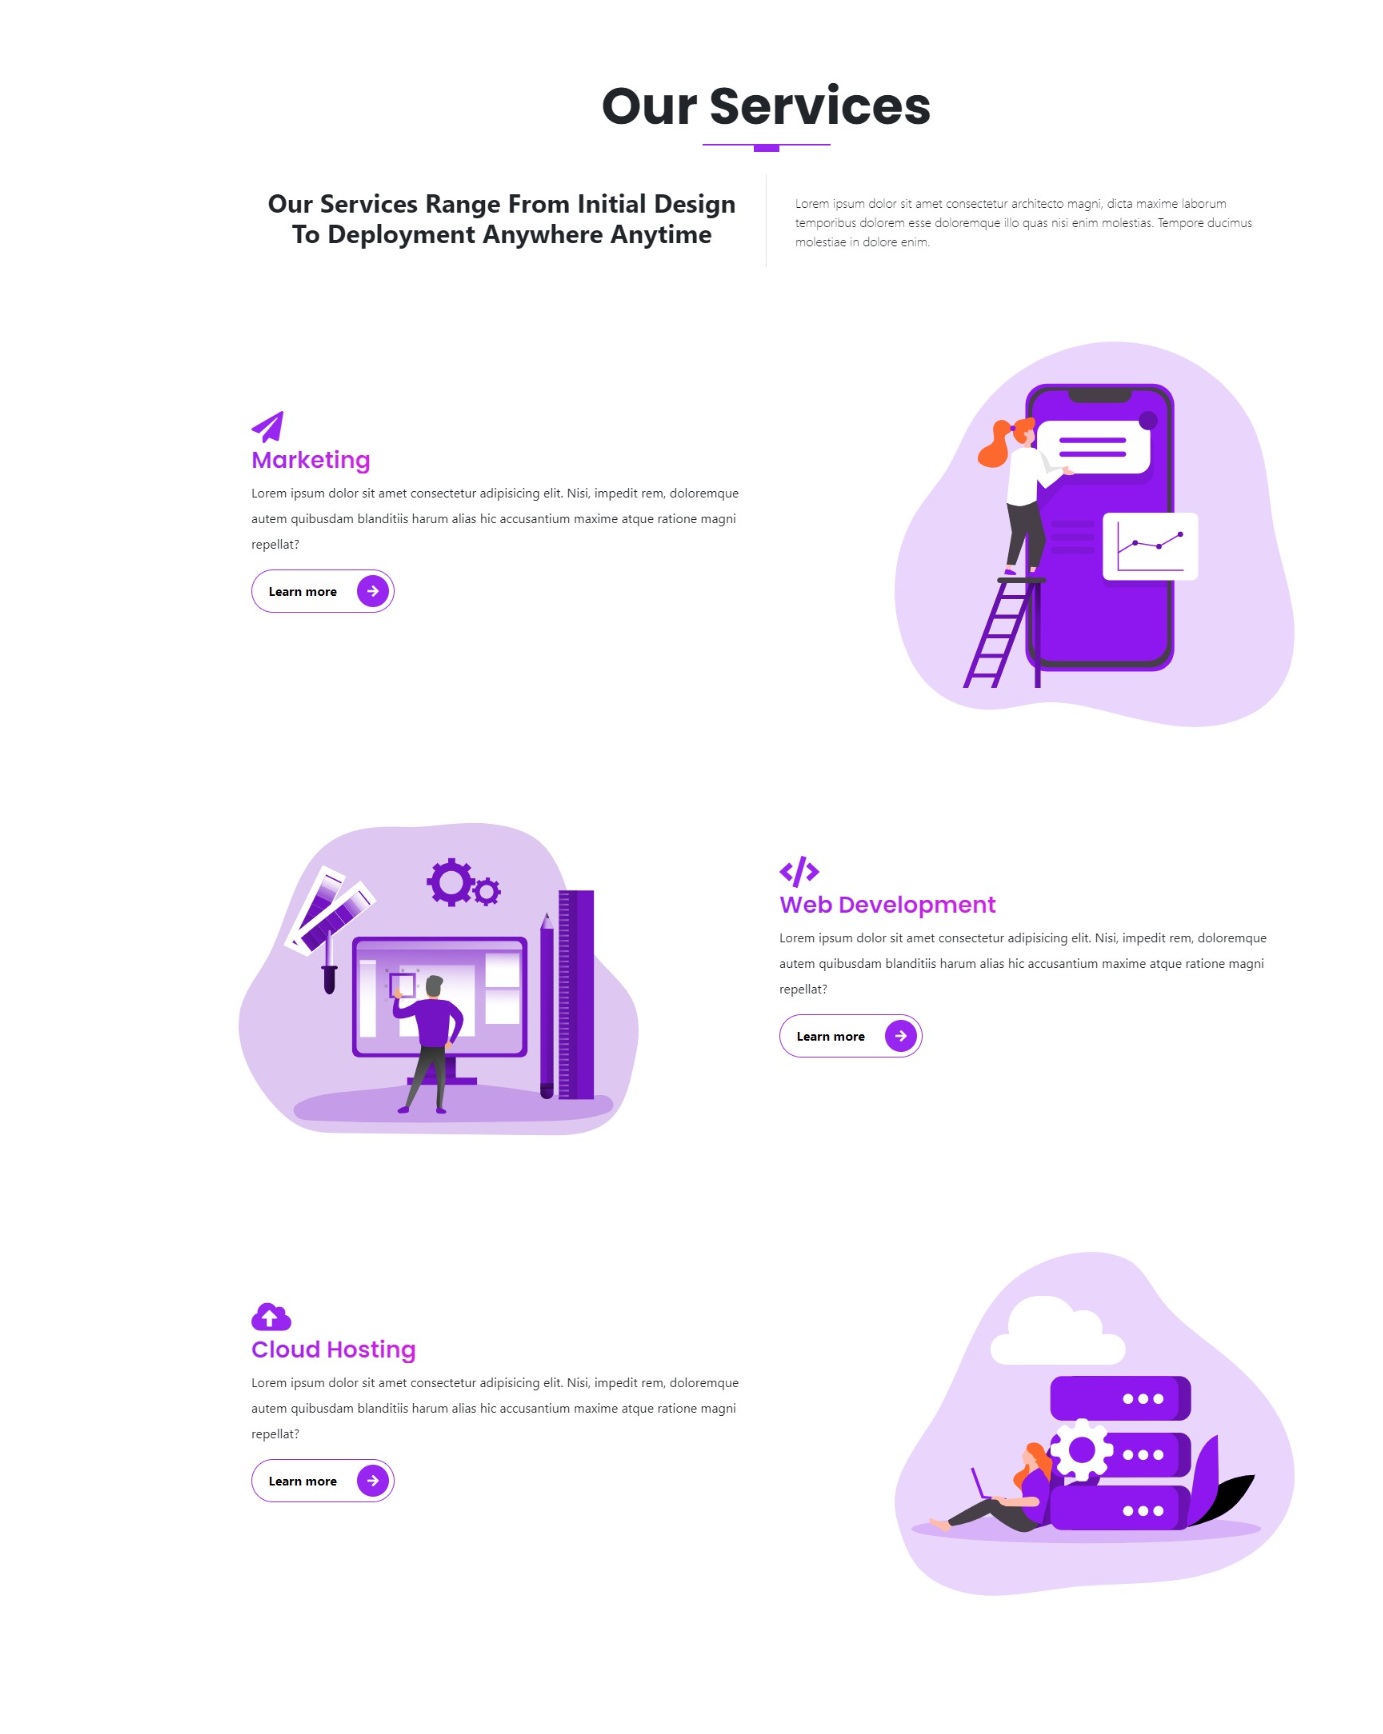 Our Services
Our Services Range From Initial Design
To Deployment Anywhere Anytime
Lorem ipsum dolor sit amet consectetur architecto magni, dicta maxime laborum
temporibus dolorem esse doloremque illo quas nisi enim molestias. Tempore ducimus
molestiae in dolore enim.
Marketing
Lorem ipsum dolor sit amet consectetur adipisicing elit. Nisi, impedit rem, doloremque
autem quibusdam blanditiis harum alias hic accusantium maxime atque ratione magni
repellat?
Learn more
Web Development
Lorem ipsum dolor sit amet consectetur adipisicing elit. Nisi, impedit rem, doloremque
autem quibusdam blanditiis harum alias hic accusantium maxime atque ratione magni
repellat?
Learn more
Cloud Hosting
Lorem ipsum dolor sit amet consectetur adipisicing elit. Nisi, impedit rem, doloremque
autem quibusdam blanditiis harum alias hic accusantium maxime atque ratione magni
repellat?
Learn more